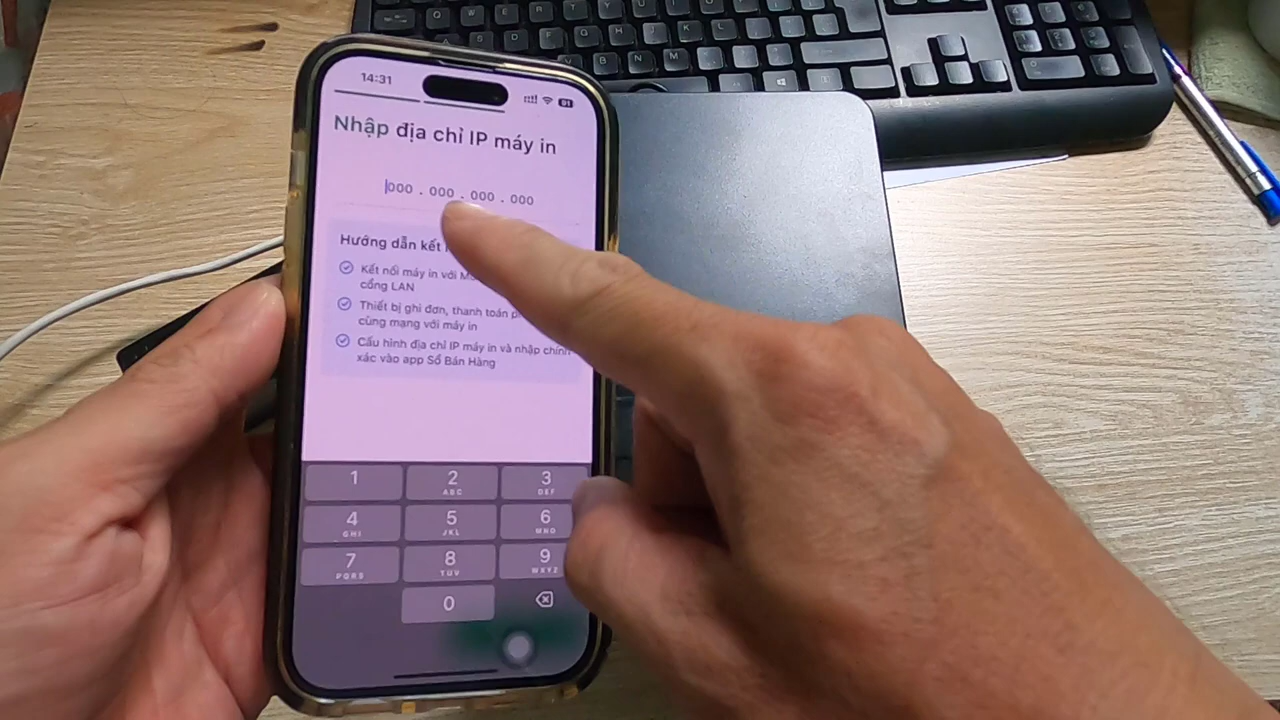 14:31
81
Nhập địa chỉ IP máy in
000 . 000 . 000 . 000
Hướng dẫn kết
Kết nối máy in với
cổng LAN
Thiết bị ghi đơn, thanh toán
cùng mạng với máy in
Cấu hình địa chỉ IP máy in và nhập chính
xác vào app Sổ Bán Hàng
1
2
ABC
3
DEF
4
GHI
5
JKL
6
MNO
7
PQRS
8
TUV
9
WXYZ
0